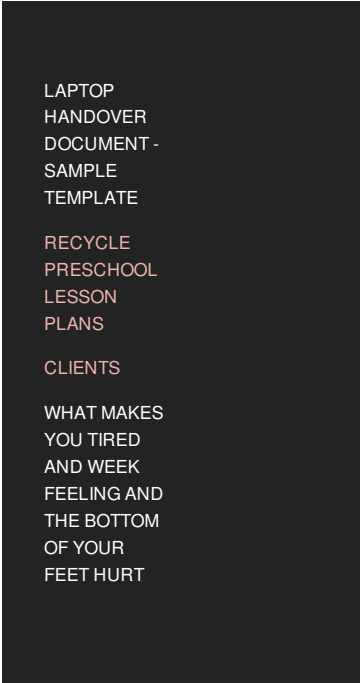 LAPTOP
HANDOVER
DOCUMENT -
SAMPLE
TEMPLATE
RECYCLE
PRESCHOOL
LESSON
PLANS
CLIENTS
WHAT MAKES
YOU TIRED
AND WEEK
FEELING AND
THE BOTTOM
OF YOUR
FEET HURT